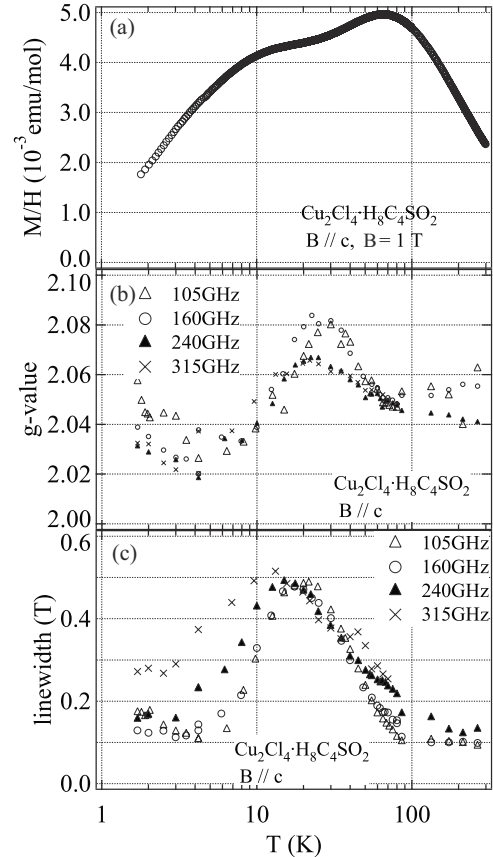 (a)
5.0
4.0
3.0
2.0
1.0
0.0
M/H (10⁻³ emu/mol)
Cu₂Cl₄·H₈C₄SO₂
B // c, B = 1 T
(b)
2.10
2.08
2.06
2.04
2.02
2.00
g-value
△ 105GHz
○ 160GHz
▲ 240GHz
× 315GHz
Cu₂Cl₄·H₈C₄SO₂
B // c
(c)
0.6
0.4
0.2
0.0
linewidth (T)
△ 105GHz
○ 160GHz
▲ 240GHz
× 315GHz
Cu₂Cl₄·H₈C₄SO₂
B // c
1 10 100
T (K)